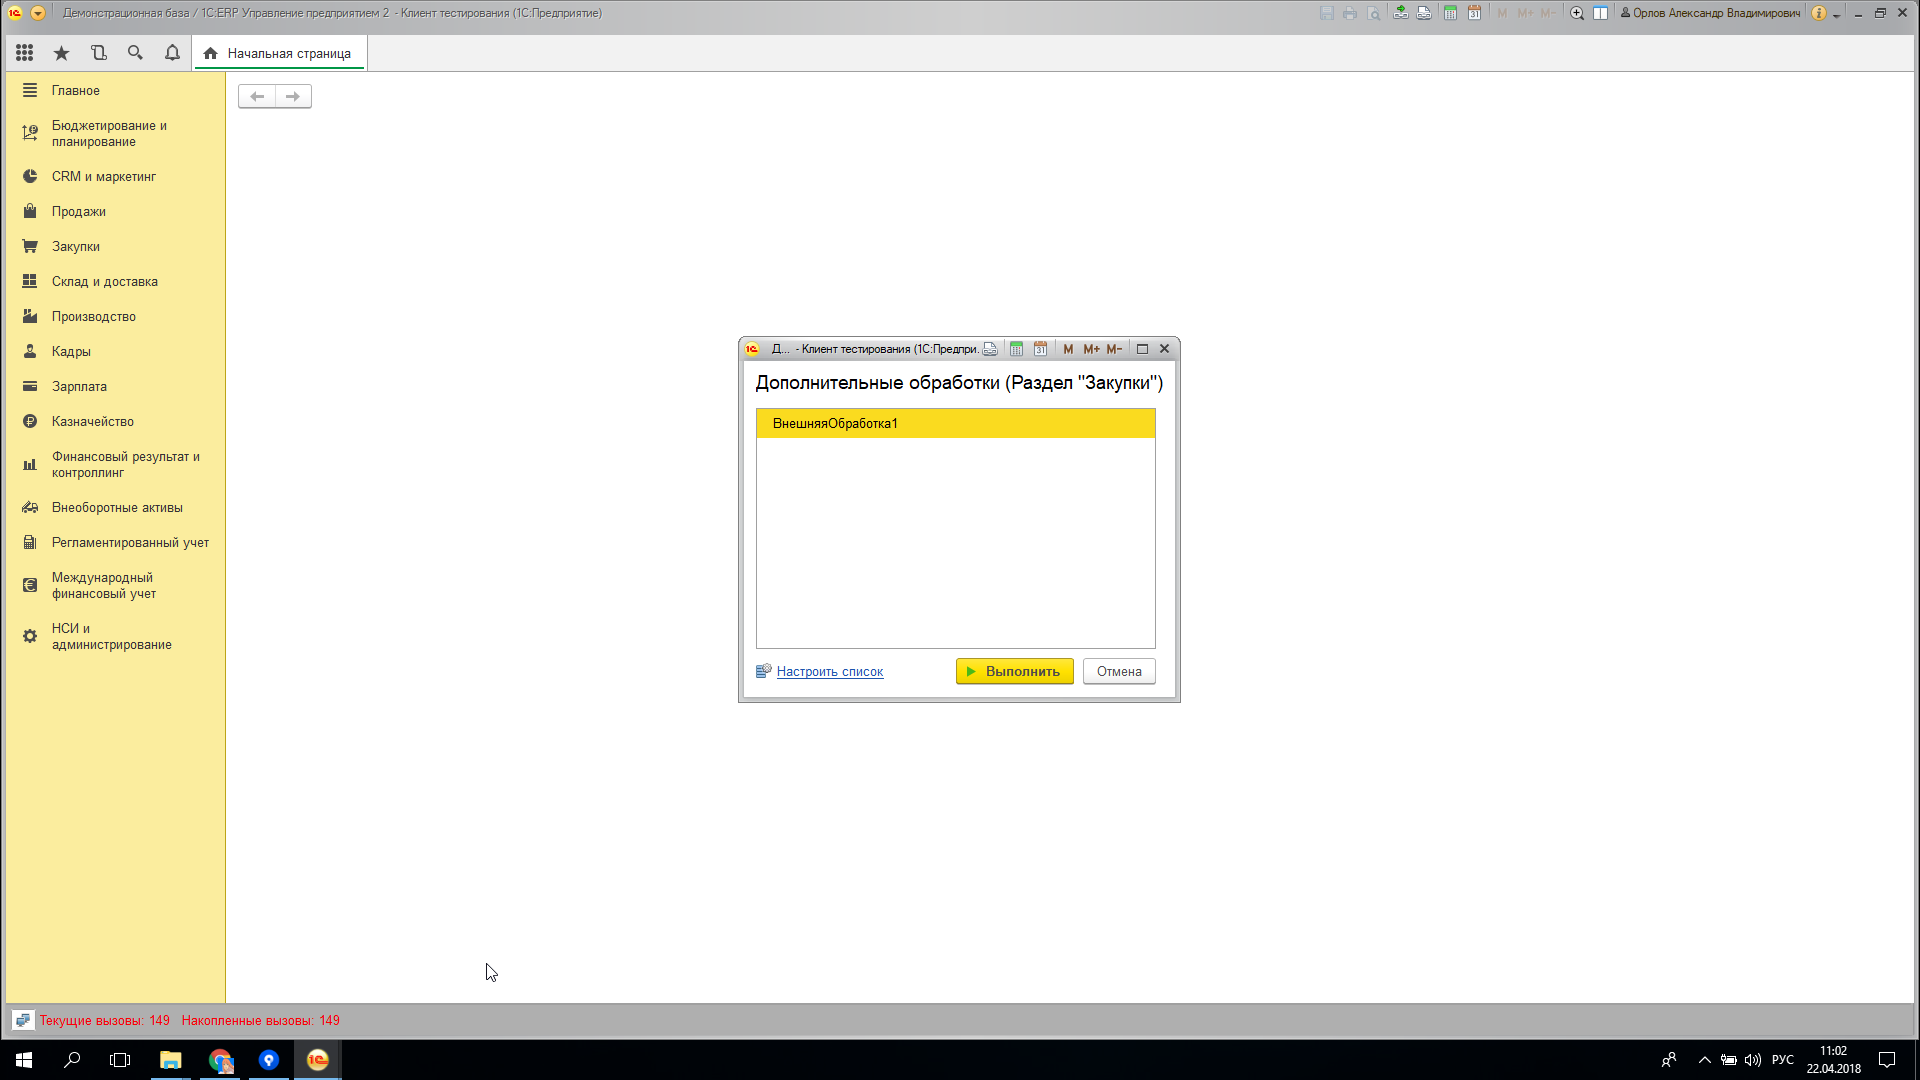 Демонстрационная база / 1С:ERP Управление предприятием 2 - Клиент тестирования (1С:Предприятие)
M M+ M- Орлов Александр Владимирович
Начальная страница
Главное
Бюджетирование и
планирование
CRM и маркетинг
Продажи
Закупки
Склад и доставка
Производство
Кадры
Зарплата
Казначейство
Финансовый результат и
контроллинг
Внеоборотные активы
Регламентированный учет
Международный
финансовый учет
НСИ и
администрирование
Д... - Клиент тестирования (1С:Предпри. 31 M M+ M-
Дополнительные обработки (Раздел "Закупки")
ВнешняяОбработка1
Настроить список
Выполнить
Отмена
Текущие вызовы: 149 Накопленные вызовы: 149
РУС
11:02
22.04.2018